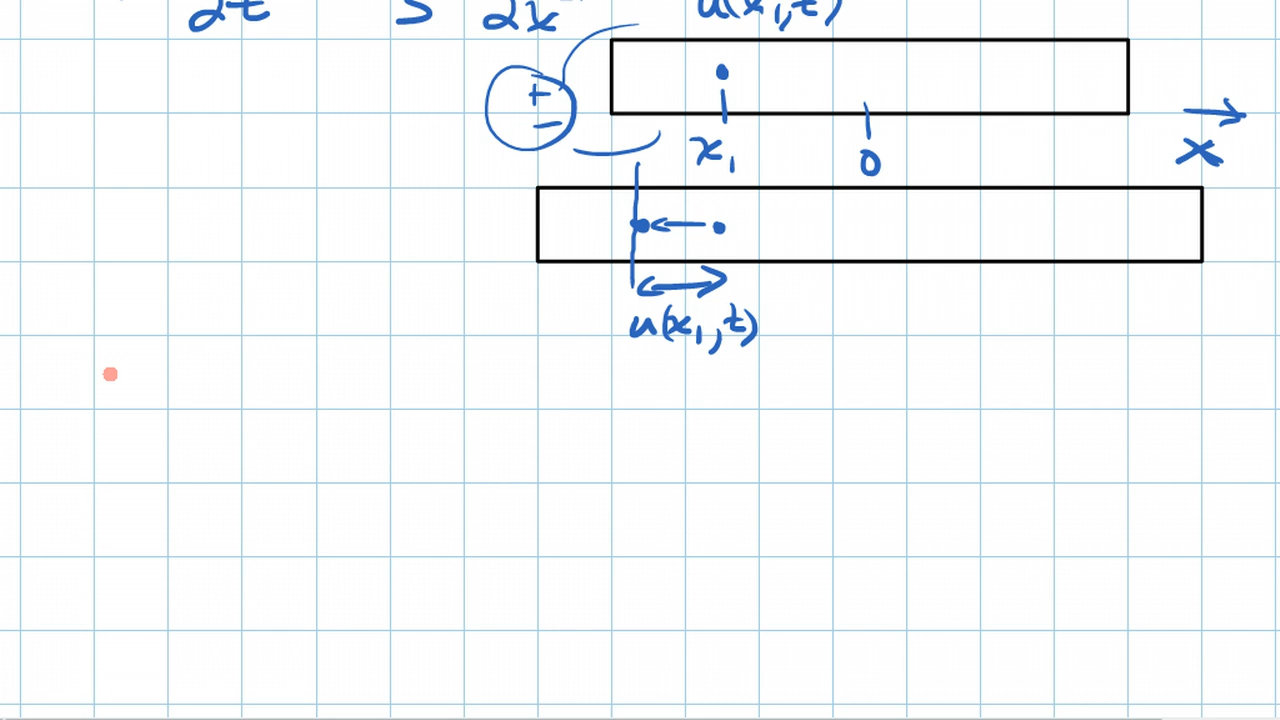 ∂t s ∂x u(x₁,t)
+
−
x₁ 0 x
u(x₁,t)